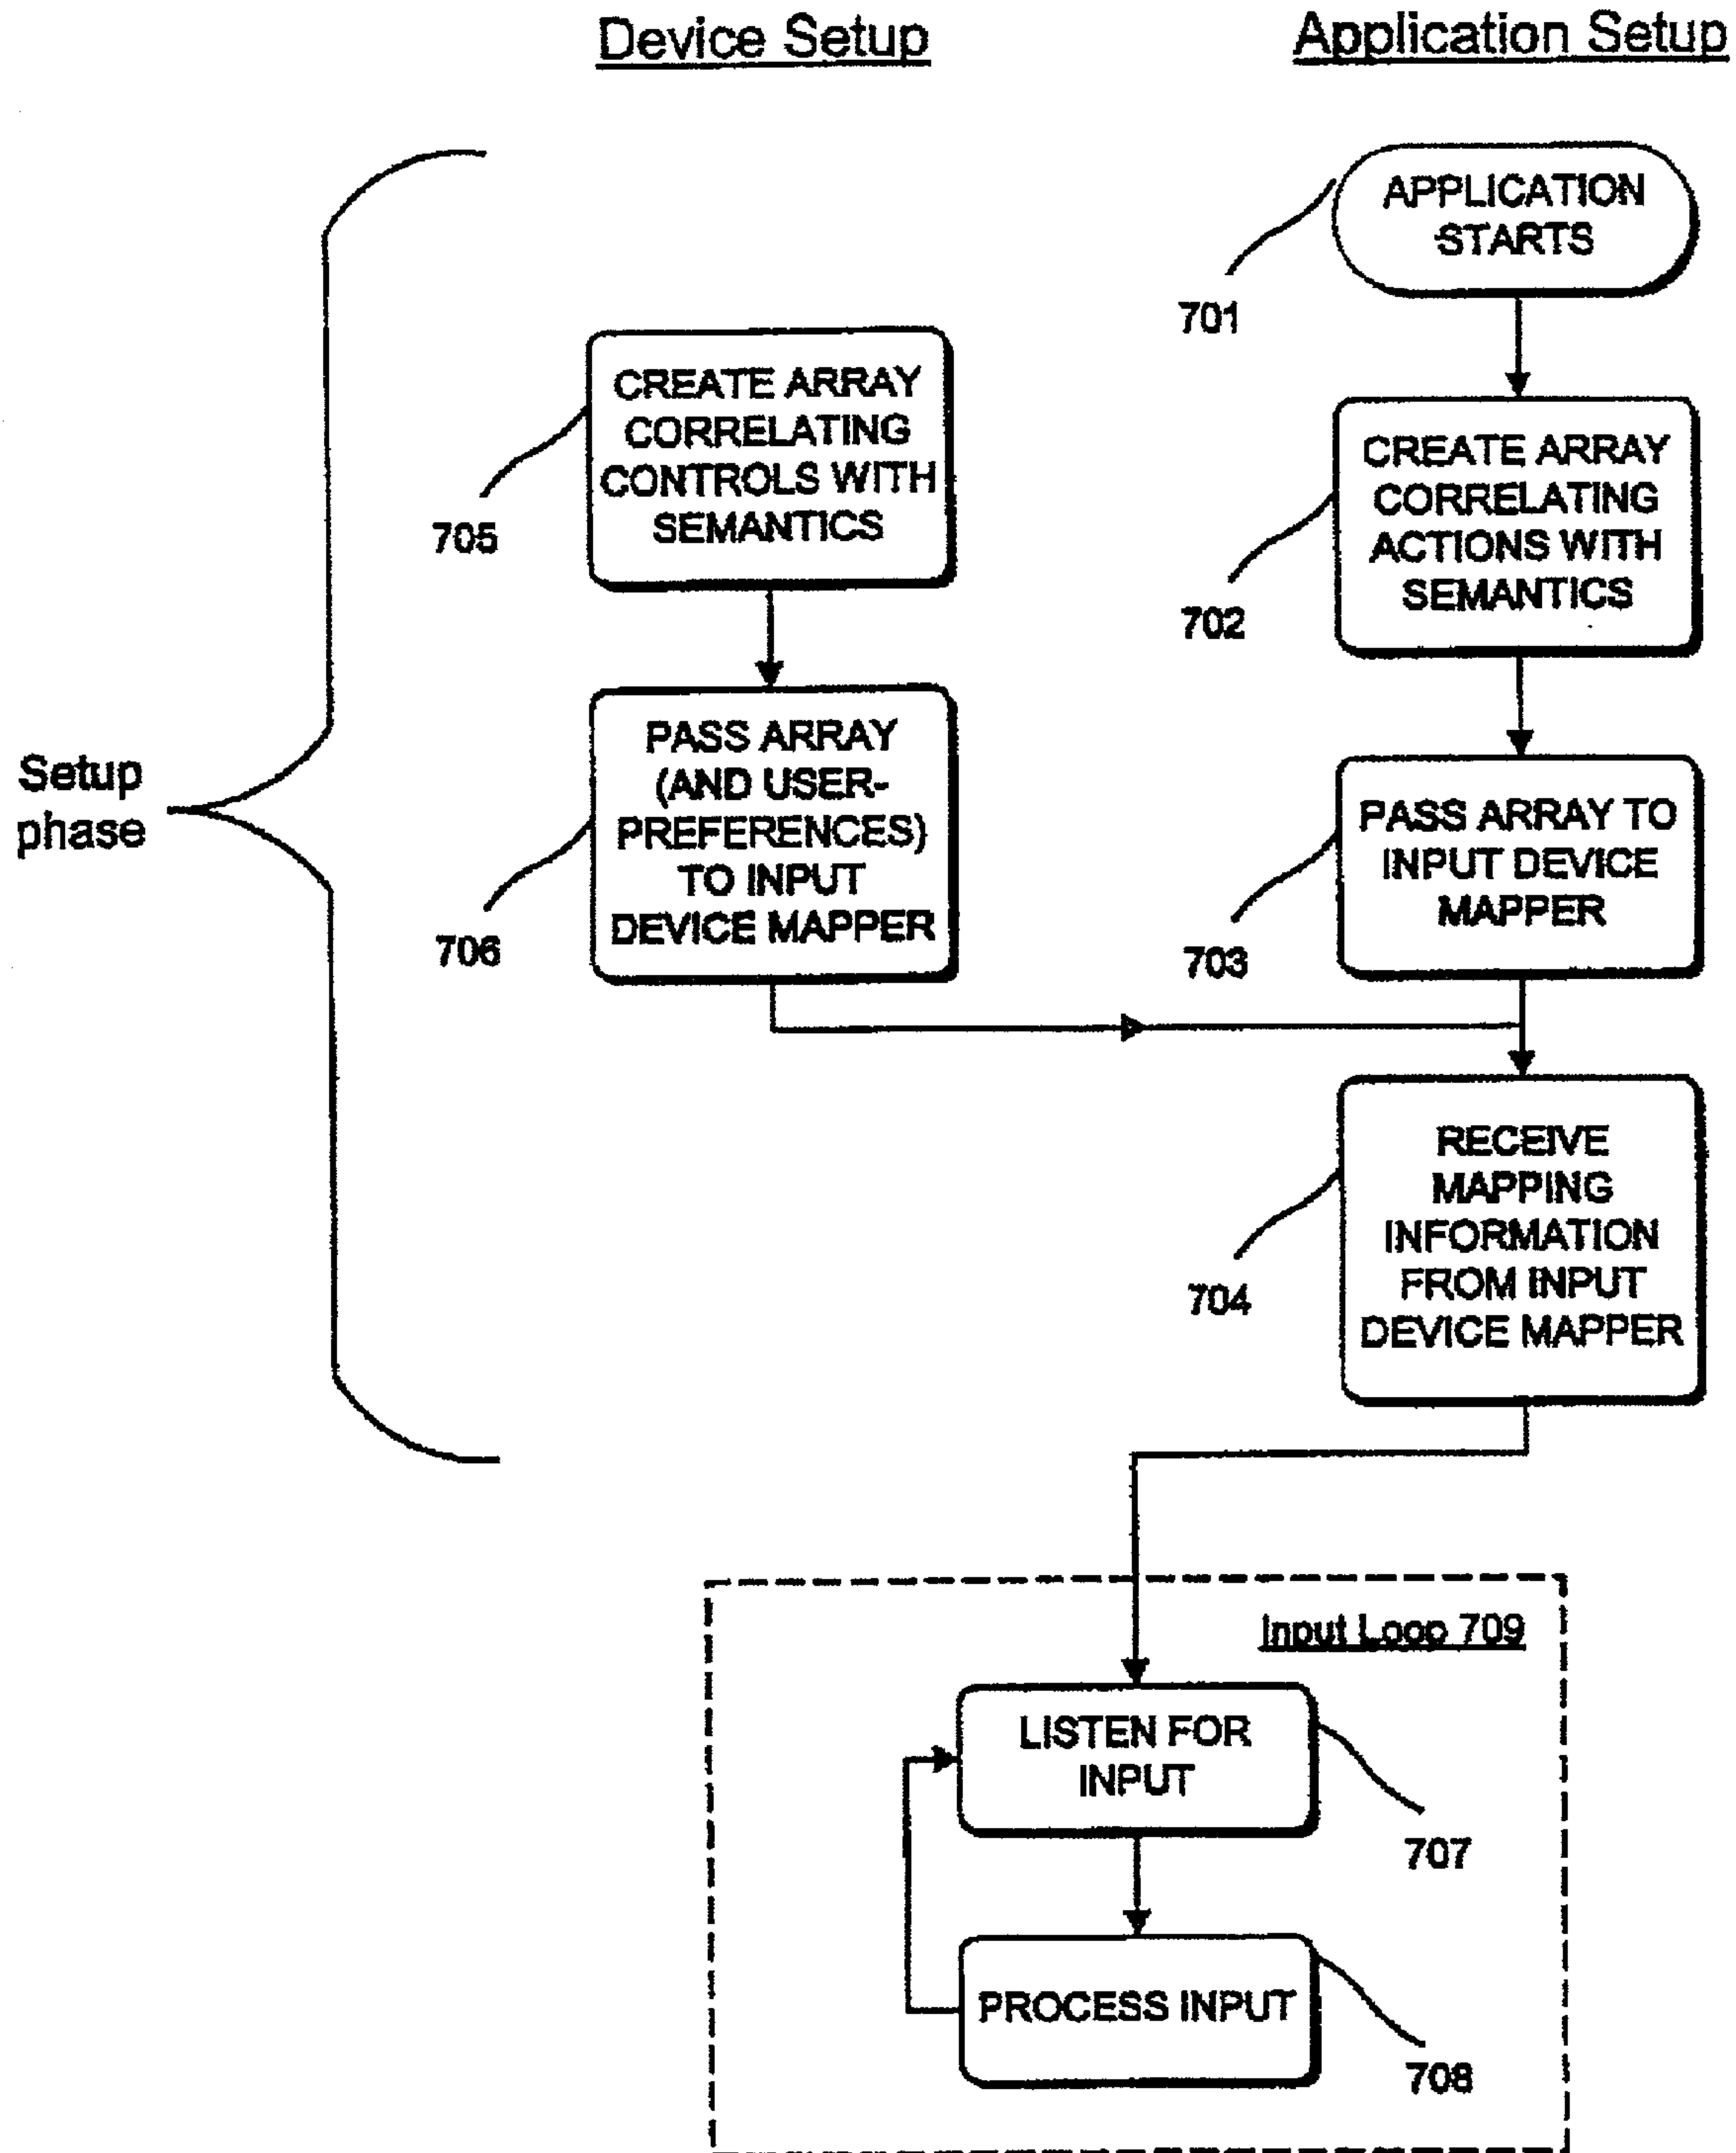 Device Setup
Application Setup
APPLICATION
STARTS
701
CREATE ARRAY
CORRELATING
CONTROLS WITH
SEMANTICS
705
CREATE ARRAY
CORRELATING
ACTIONS WITH
SEMANTICS
702
Setup
phase
PASS ARRAY
(AND USER-
PREFERENCES)
TO INPUT
DEVICE MAPPER
706
PASS ARRAY TO
INPUT DEVICE
MAPPER
703
RECEIVE
MAPPING
INFORMATION
FROM INPUT
DEVICE MAPPER
704
Input Loop 709
LISTEN FOR
INPUT
707
PROCESS INPUT
708